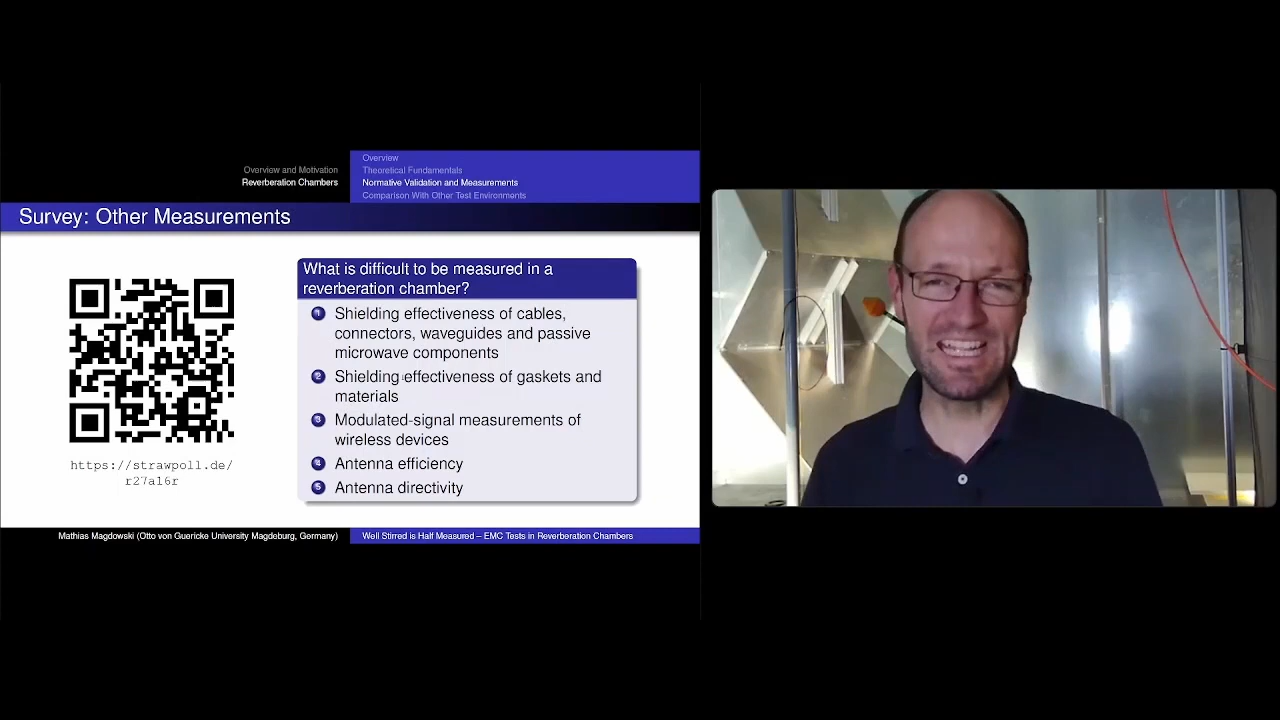 Overview and Motivation
Reverberation Chambers
Overview
Theoretical Fundamentals
Normative Validation and Measurements
Comparison With Other Test Environments
Survey: Other Measurements
https://strawpoll.de/
r27a16r
What is difficult to be measured in a
reverberation chamber?
1 Shielding effectiveness of cables,
connectors, waveguides and passive
microwave components
2 Shielding effectiveness of gaskets and
materials
3 Modulated-signal measurements of
wireless devices
4 Antenna efficiency
5 Antenna directivity
Mathias Magdowski (Otto von Guericke University Magdeburg, Germany)
Well Stirred is Half Measured – EMC Tests in Reverberation Chambers